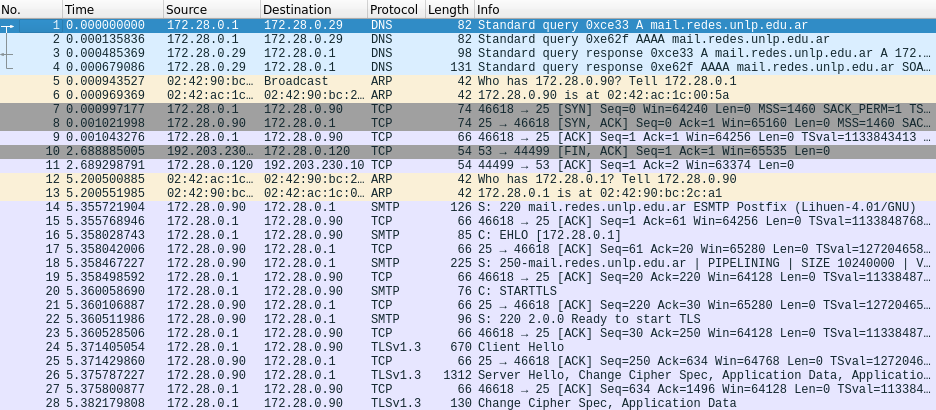 No. Time Source Destination Protocol Length Info
1 0.000000000 172.28.0.1 172.28.0.29 DNS 82 Standard query 0xce33 A mail.redes.unlp.edu.ar
2 0.000135836 172.28.0.1 172.28.0.29 DNS 82 Standard query 0xe62f AAAA mail.redes.unlp.edu.ar
3 0.000485369 172.28.0.29 172.28.0.1 DNS 98 Standard query response 0xce33 A mail.redes.unlp.edu.ar A 172...
4 0.000679086 172.28.0.29 172.28.0.1 DNS 131 Standard query response 0xe62f AAAA mail.redes.unlp.edu.ar SOA...
5 0.000943527 02:42:90:bc... Broadcast ARP 42 Who has 172.28.0.90? Tell 172.28.0.1
6 0.000969369 02:42:ac:1c... 02:42:90:bc:2... ARP 42 172.28.0.90 is at 02:42:ac:1c:00:5a
7 0.000997177 172.28.0.1 172.28.0.90 TCP 74 46618 → 25 [SYN] Seq=0 Win=64240 Len=0 MSS=1460 SACK_PERM=1 TS...
8 0.001021998 172.28.0.90 172.28.0.1 TCP 74 25 → 46618 [SYN, ACK] Seq=0 Ack=1 Win=65160 Len=0 MSS=1460 SAC...
9 0.001043276 172.28.0.1 172.28.0.90 TCP 66 46618 → 25 [ACK] Seq=1 Ack=1 Win=64256 Len=0 TSval=1133843413 ...
10 2.688885005 192.203.230... 172.28.0.120 TCP 54 53 → 44499 [FIN, ACK] Seq=1 Ack=1 Win=65535 Len=0
11 2.689298791 172.28.0.120 192.203.230.10 TCP 54 44499 → 53 [ACK] Seq=1 Ack=2 Win=63374 Len=0
12 5.200500885 02:42:ac:1c... 02:42:90:bc:2... ARP 42 Who has 172.28.0.1? Tell 172.28.0.90
13 5.200551985 02:42:90:bc... 02:42:ac:1c:0... ARP 42 172.28.0.1 is at 02:42:90:bc:2c:a1
14 5.355721904 172.28.0.90 172.28.0.1 SMTP 126 S: 220 mail.redes.unlp.edu.ar ESMTP Postfix (Lihuen-4.01/GNU)
15 5.355768946 172.28.0.1 172.28.0.90 TCP 66 46618 → 25 [ACK] Seq=1 Ack=61 Win=64256 Len=0 TSval=1133848768...
16 5.358028743 172.28.0.1 172.28.0.90 SMTP 85 C: EHLO [172.28.0.1]
17 5.358042006 172.28.0.90 172.28.0.1 TCP 66 25 → 46618 [ACK] Seq=61 Ack=20 Win=65280 Len=0 TSval=127204658...
18 5.358467227 172.28.0.90 172.28.0.1 SMTP 225 S: 250-mail.redes.unlp.edu.ar | PIPELINING | SIZE 10240000 | V...
19 5.358498592 172.28.0.1 172.28.0.90 TCP 66 46618 → 25 [ACK] Seq=20 Ack=220 Win=64128 Len=0 TSval=11338487...
20 5.360058690 172.28.0.1 172.28.0.90 SMTP 76 C: STARTTLS
21 5.360106887 172.28.0.90 172.28.0.1 TCP 66 25 → 46618 [ACK] Seq=220 Ack=30 Win=65280 Len=0 TSval=12720465...
22 5.360511986 172.28.0.90 172.28.0.1 SMTP 96 S: 220 2.0.0 Ready to start TLS
23 5.360528506 172.28.0.1 172.28.0.90 TCP 66 46618 → 25 [ACK] Seq=30 Ack=250 Win=64128 Len=0 TSval=11338487...
24 5.371405054 172.28.0.1 172.28.0.90 TLSv1.3 670 Client Hello
25 5.371429860 172.28.0.90 172.28.0.1 TCP 66 25 → 46618 [ACK] Seq=250 Ack=634 Win=64768 Len=0 TSval=1272046...
26 5.375787227 172.28.0.90 172.28.0.1 TLSv1.3 1312 Server Hello, Change Cipher Spec, Application Data, Applicatio...
27 5.375800877 172.28.0.1 172.28.0.90 TCP 66 46618 → 25 [ACK] Seq=634 Ack=1496 Win=64128 Len=0 TSval=113384...
28 5.382179808 172.28.0.1 172.28.0.90 TLSv1.3 130 Change Cipher Spec, Application Data